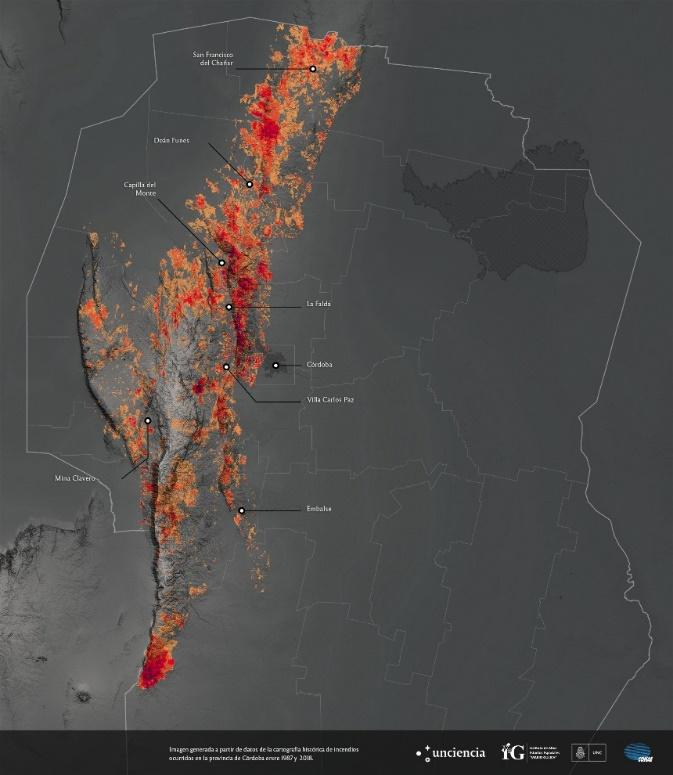 San Francisco
del Chañar
Deán Funes
Capilla del
Monte
La Falda
Córdoba
Villa Carlos Paz
Mina Clavero
Embalse
Imagen generada a partir de datos de la cartografía histórica de incendios
ocurridos en la provincia de Córdoba entre 1987 y 2018.
unciencia
IG
UNC
CONAE